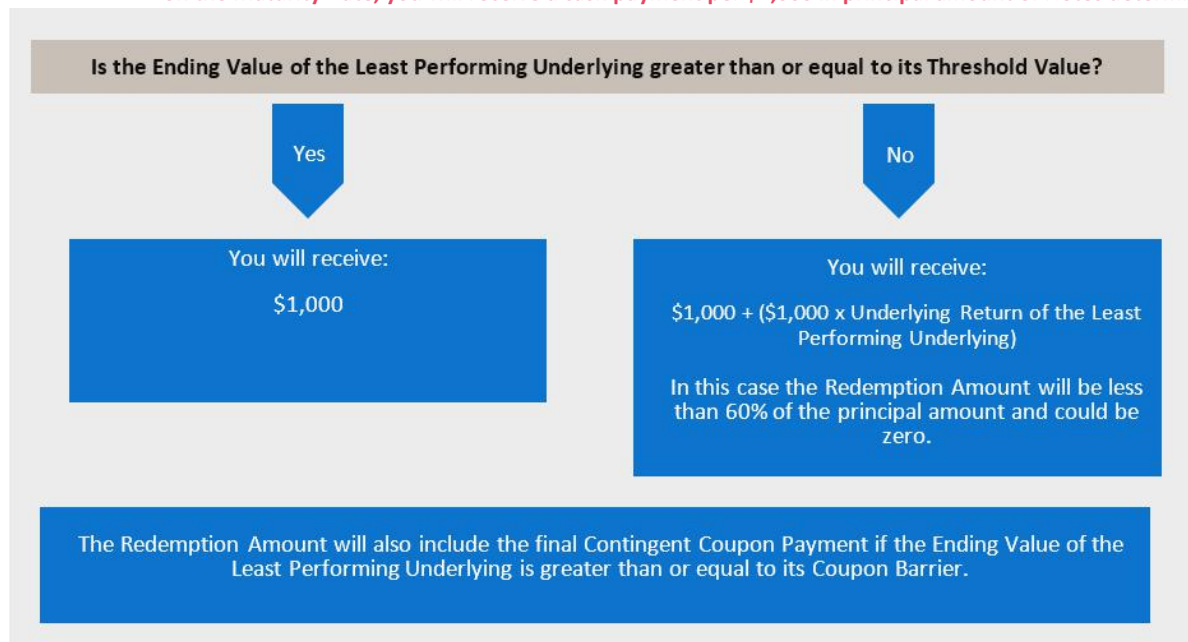 Is the Ending Value of the Least Performing Underlying greater than or equal to its Threshold Value?
Yes
No
You will receive:
$1,000
You will receive:
$1,000 + ($1,000 x Underlying Return of the Least
Performing Underlying)
In this case the Redemption Amount will be less
than 60% of the principal amount and could be
zero.
The Redemption Amount will also include the final Contingent Coupon Payment if the Ending Value of the
Least Performing Underlying is greater than or equal to its Coupon Barrier.